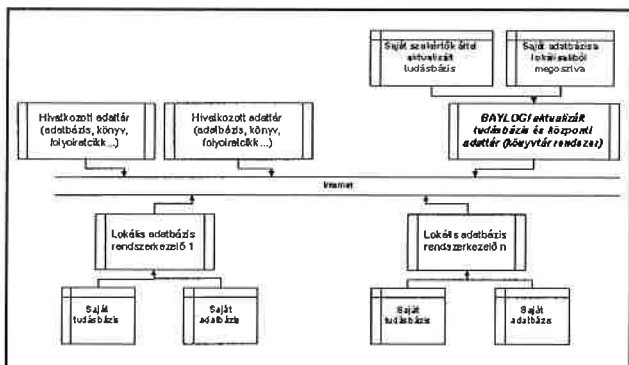 Saját szakértők által
aktualizált
tudásbázis
Saját adatbázisa
lokálisából
megosztva
Hivatkozott adattár
(adatbázis, könyv,
folyóiratcikk...)
Hivatkozott adattár
(adatbázis, könyv,
folyóiratcikk...)
BAYLOGI aktualizált
tudásbázis és központi
adattár (könyvtár rendszer)
Internet
Lokális adatbázis
rendszerkezelő 1
Lokális adatbázis
rendszerkezelő n
Saját
tudásbázis
Saját
adatbázis
Saját
tudásbázis
Saját
adatbázis